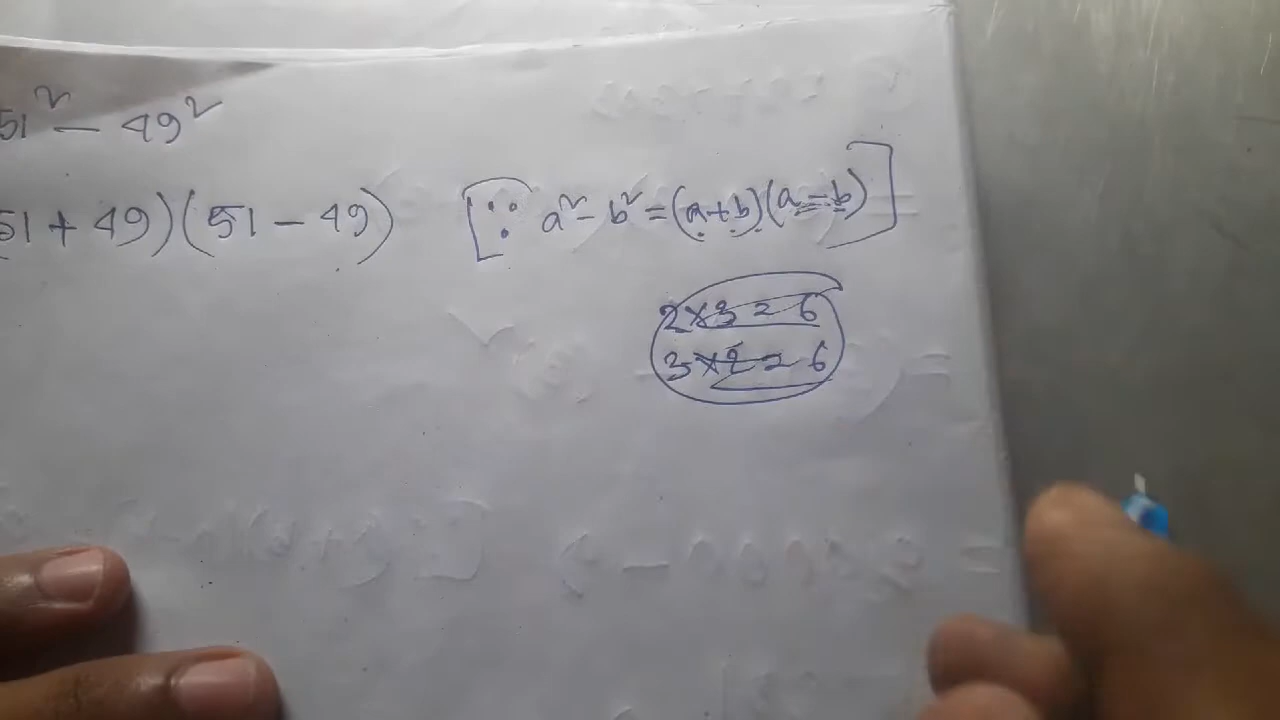 51² - 49²
(51 + 49)(51 - 49) [∵ a² - b² = (a+b)(a-b)]
2×3 = 6
3×2 = 6